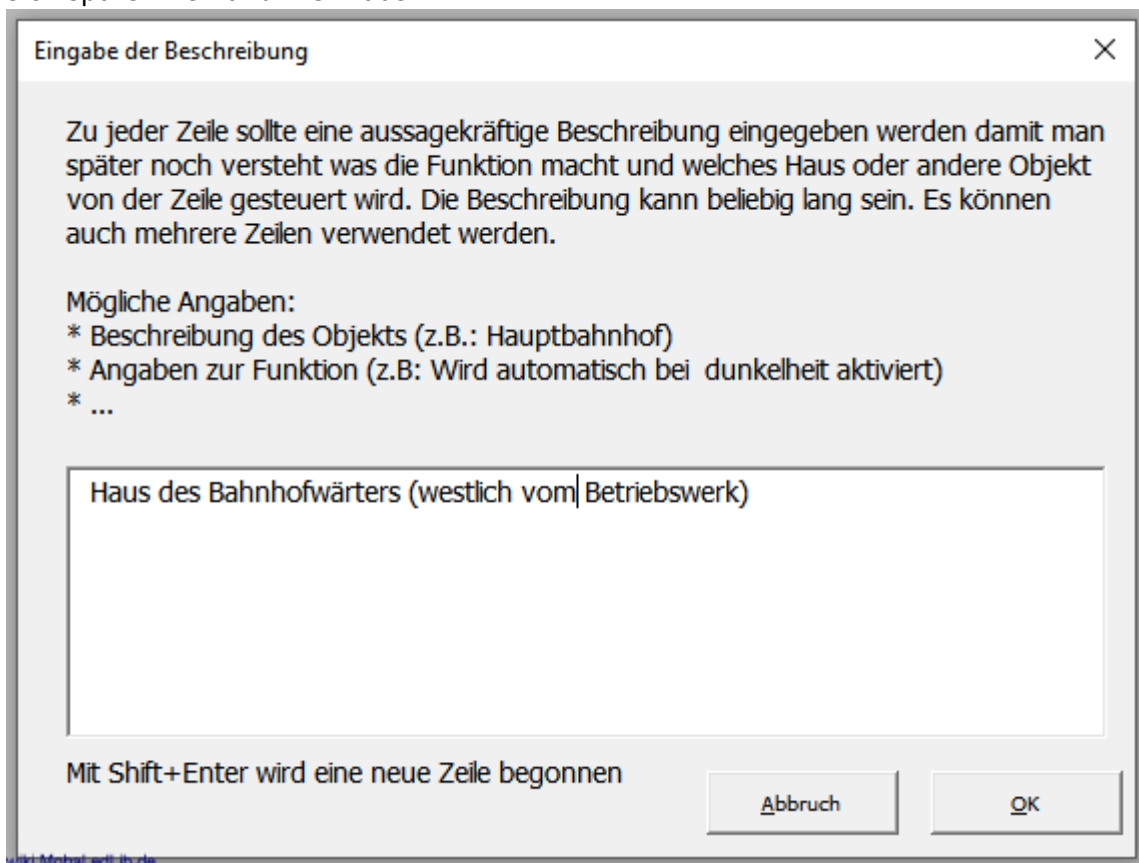 Eingabe der Beschreibung
Zu jeder Zeile sollte eine aussagekräftige Beschreibung eingegeben werden damit man
später noch versteht was die Funktion macht und welches Haus oder andere Objekt
von der Zeile gesteuert wird. Die Beschreibung kann beliebig lang sein. Es können
auch mehrere Zeilen verwendet werden.
Mögliche Angaben:
* Beschreibung des Objekts (z.B.: Hauptbahnhof)
* Angaben zur Funktion (z.B: Wird automatisch bei  dunkelheit aktiviert)
* ...
Haus des Bahnhofwärters (westlich vom Betriebswerk)
Mit Shift+Enter wird eine neue Zeile begonnen
Abbruch
OK